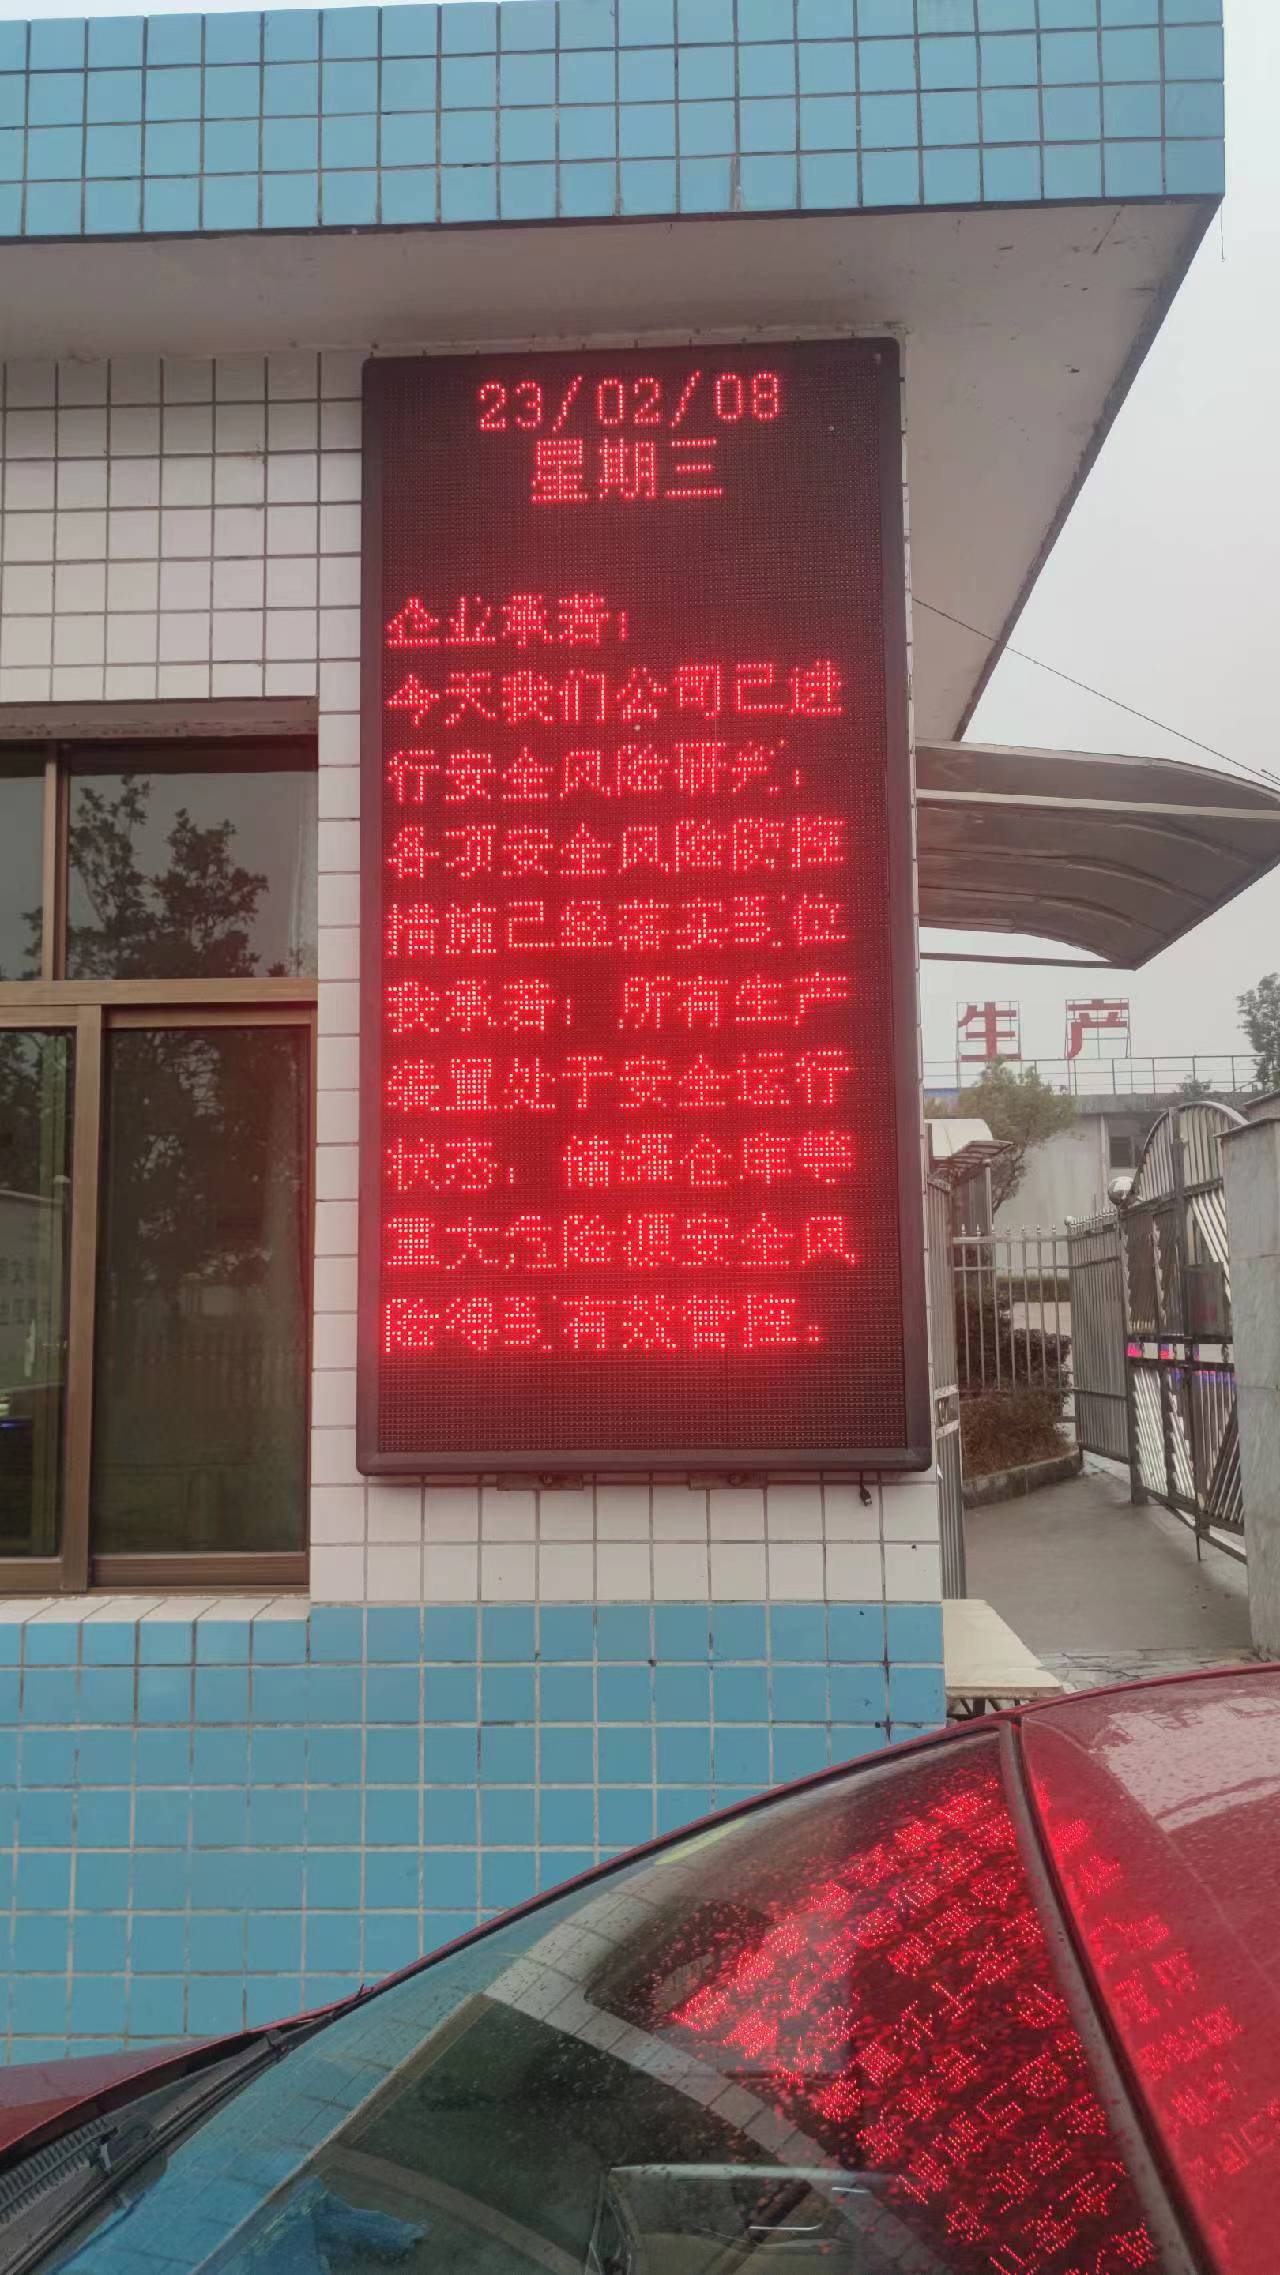 23/02/08
星期三
企业承若:
今天我们公司已进
行安全风险研究;
各项安全风险防控
措施已经落实到位
我承若: 所有生产
装置处于安全运行
状态; 储罐仓库等
重大危险源安全风
险得到有效管控。
生产